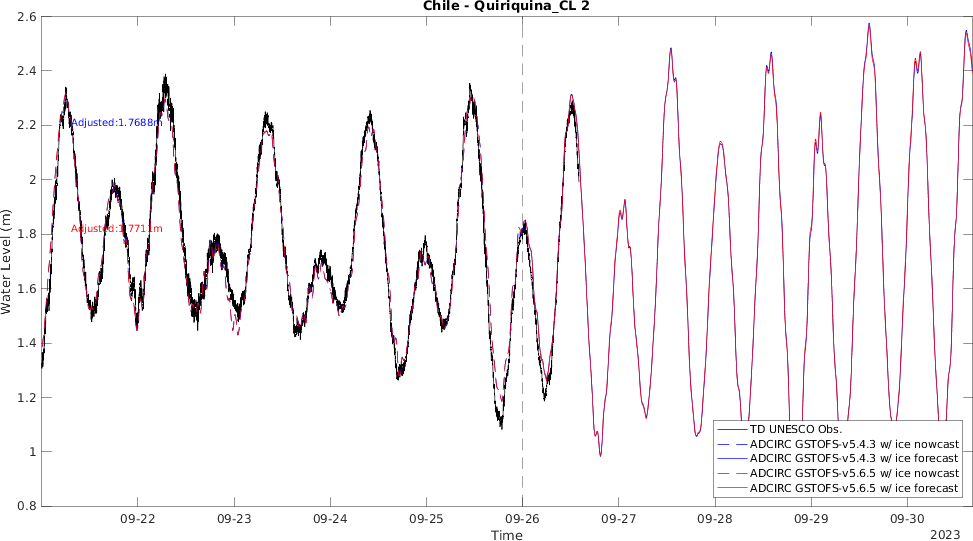 Chile - Quiriquina_CL 2
2.6
2.4
2.2
2
1.8
1.6
1.4
1.2
1
0.8
Water Level (m)
Adjusted:1.7688m
Adjusted:1.7711m
TD UNESCO Obs.
ADCIRC GSTOFS-v5.4.3 w/ ice nowcast
ADCIRC GSTOFS-v5.4.3 w/ ice forecast
ADCIRC GSTOFS-v5.6.5 w/ ice nowcast
ADCIRC GSTOFS-v5.6.5 w/ ice forecast
09-22
09-23
09-24
09-25
09-26
09-27
09-28
09-29
09-30
Time
2023